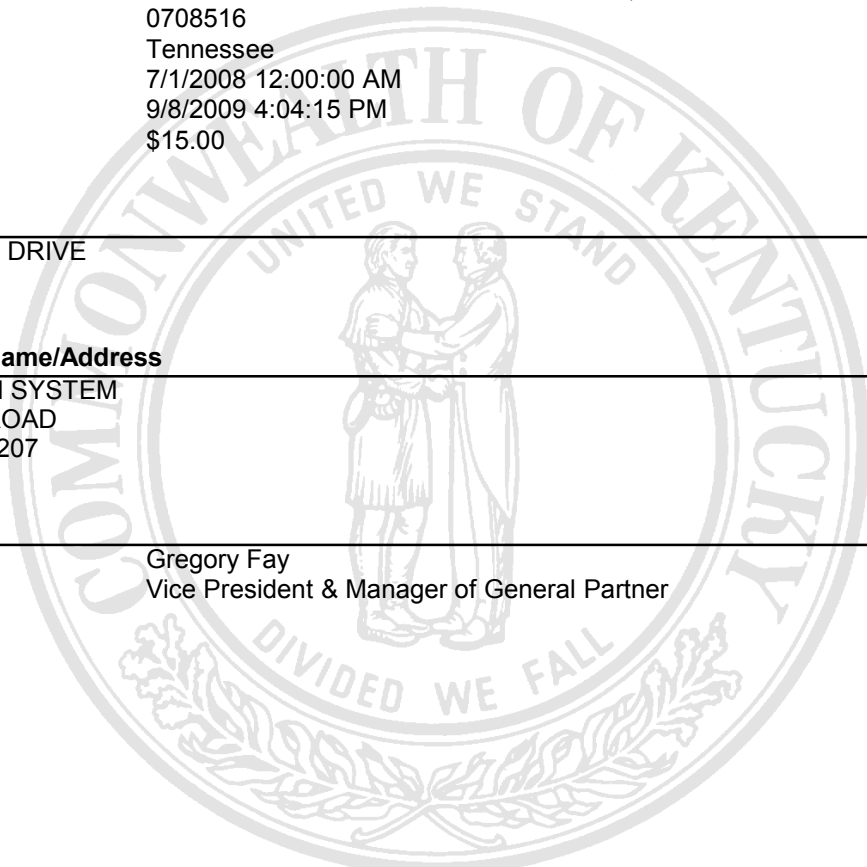 0708516
Tennessee
7/1/2008 12:00:00 AM
9/8/2009 4:04:15 PM
$15.00
COMMONWEALTH OF KENTUCKY
UNITED WE STAND
DRIVE
ame/Address
SYSTEM
OAD
207
Gregory Fay
Vice President & Manager of General Partner
DIVIDED WE FALL